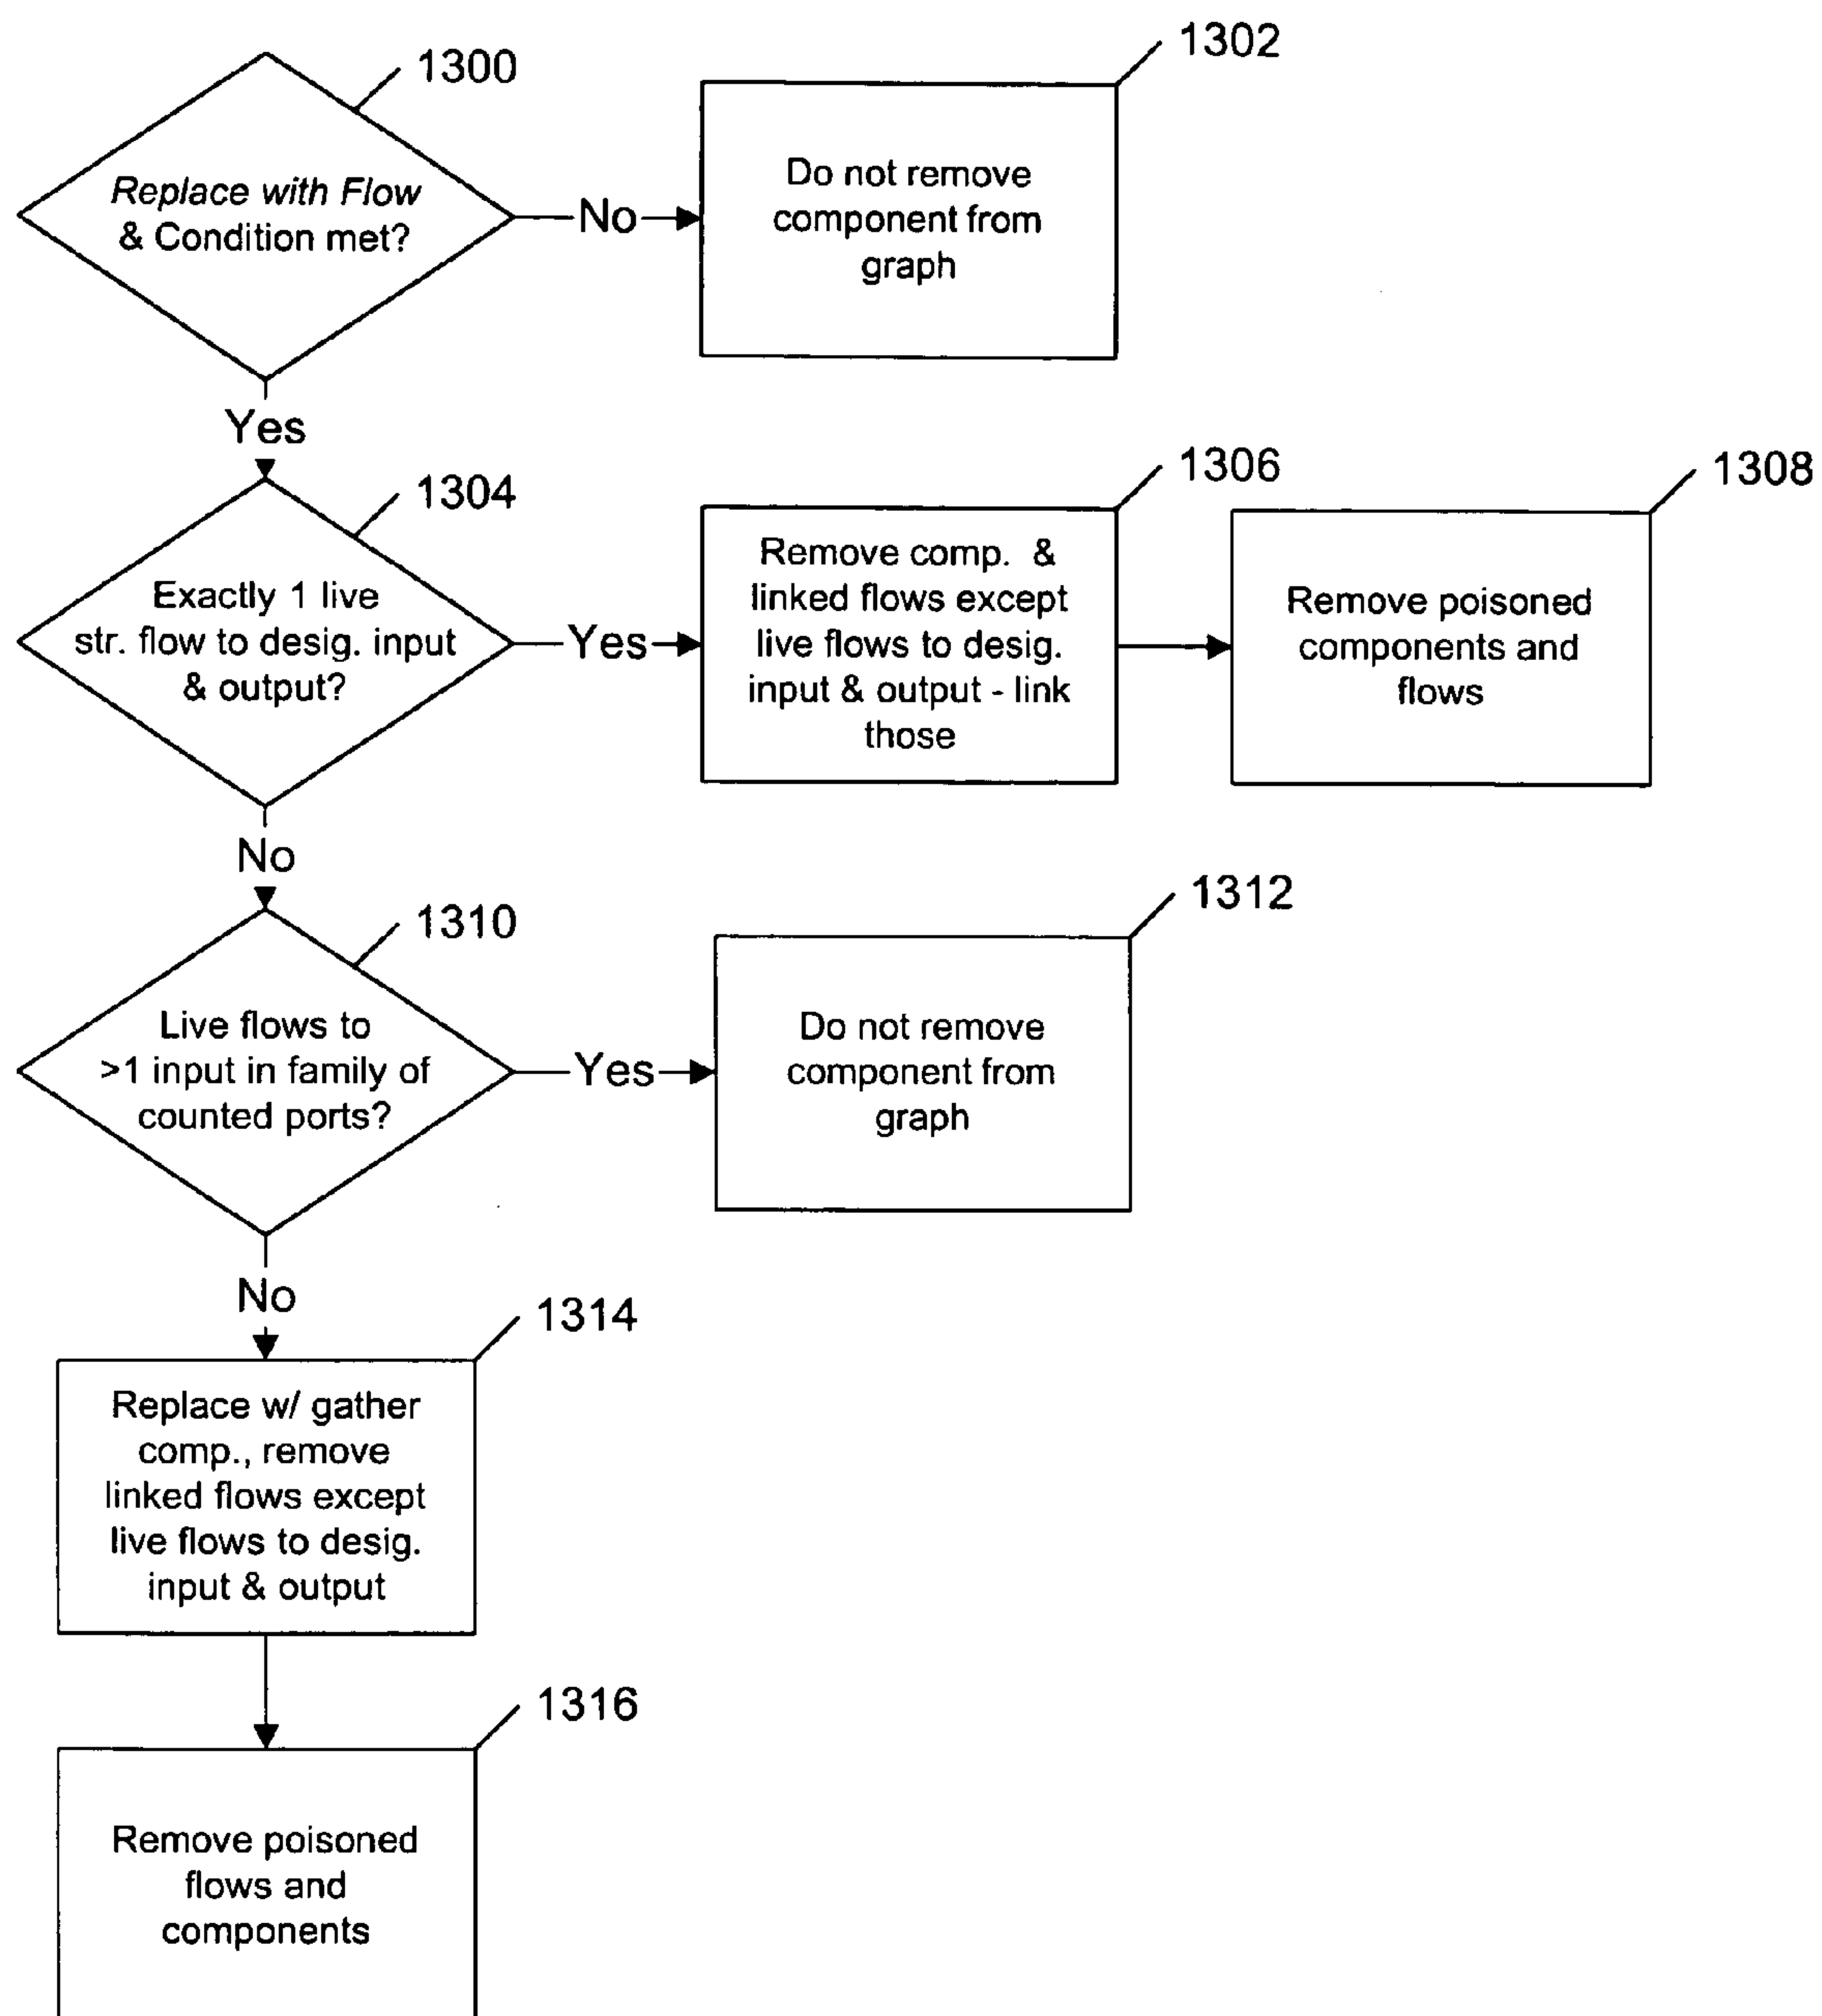 1300
Replace with Flow
& Condition met?
No
1302
Do not remove
component from
graph
Yes
1304
Exactly 1 live
str. flow to desig. input
& output?
Yes
1306
Remove comp. &
linked flows except
live flows to desig.
input & output - link
those
1308
Remove poisoned
components and
flows
No
1310
Live flows to
>1 input in family of
counted ports?
Yes
1312
Do not remove
component from
graph
No
1314
Replace w/ gather
comp., remove
linked flows except
live flows to desig.
input & output
1316
Remove poisoned
flows and
components